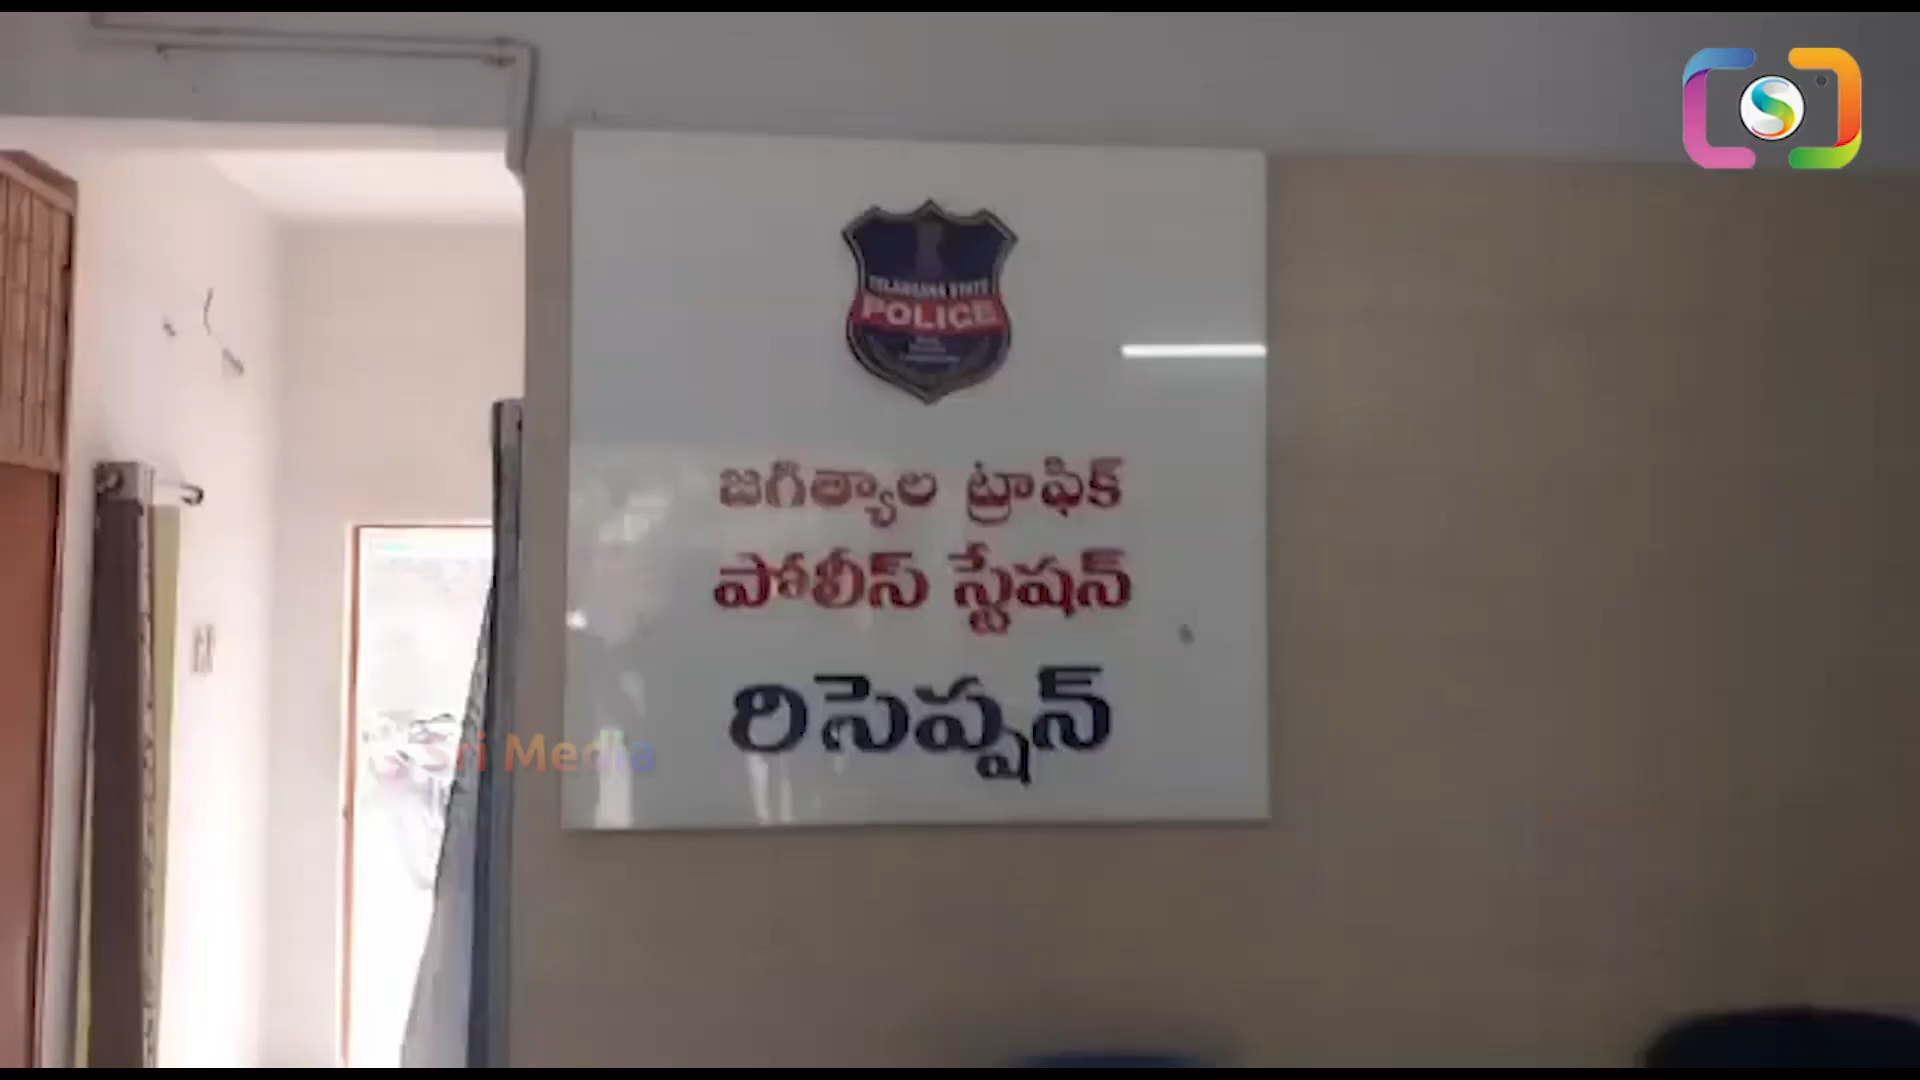 TELANGANA STATE
POLICE
జగిత్యాల ట్రాఫిక్
పోలీస్ స్టేషన్
రిసెప్షన్
Sri Media